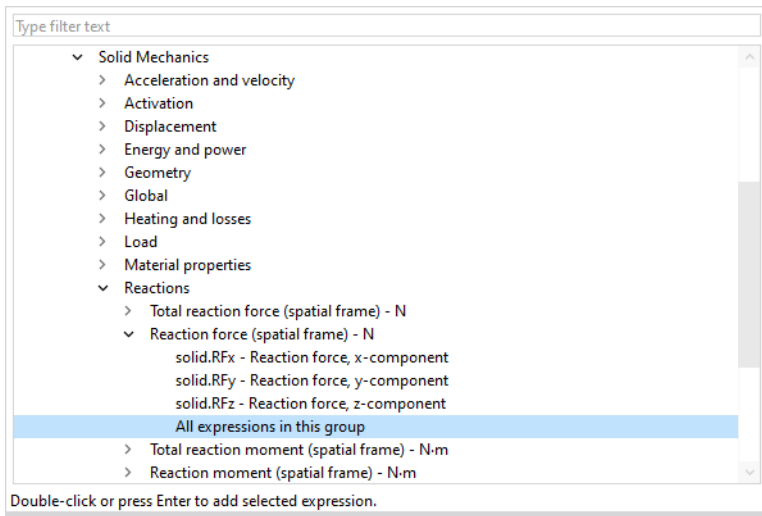 Type filter text
Solid Mechanics
Acceleration and velocity
Activation
Displacement
Energy and power
Geometry
Global
Heating and losses
Load
Material properties
Reactions
Total reaction force (spatial frame) - N
Reaction force (spatial frame) - N
solid.RFx - Reaction force, x-component
solid.RFy - Reaction force, y-component
solid.RFz - Reaction force, z-component
All expressions in this group
Total reaction moment (spatial frame) - N·m
Reaction moment (spatial frame) - N·m
Double-click or press Enter to add selected expression.